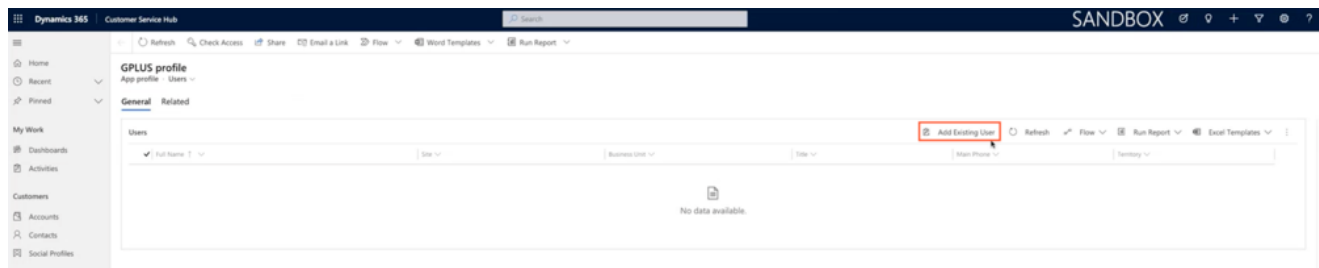 Dynamics 365 Customer Service Hub Search SANDBOX ?
Refresh Check Access Share Email a Link Flow Word Templates Run Report
Home
Recent
Pinned
GPLUS profile
App profile · Users
General Related
My Work
Dashboards
Activities
Users Add Existing User Refresh Flow Run Report Excel Templates
Full Name ↑ Site Business Unit Title Main Phone Territory
No data available.
Customers
Accounts
Contacts
Social Profiles